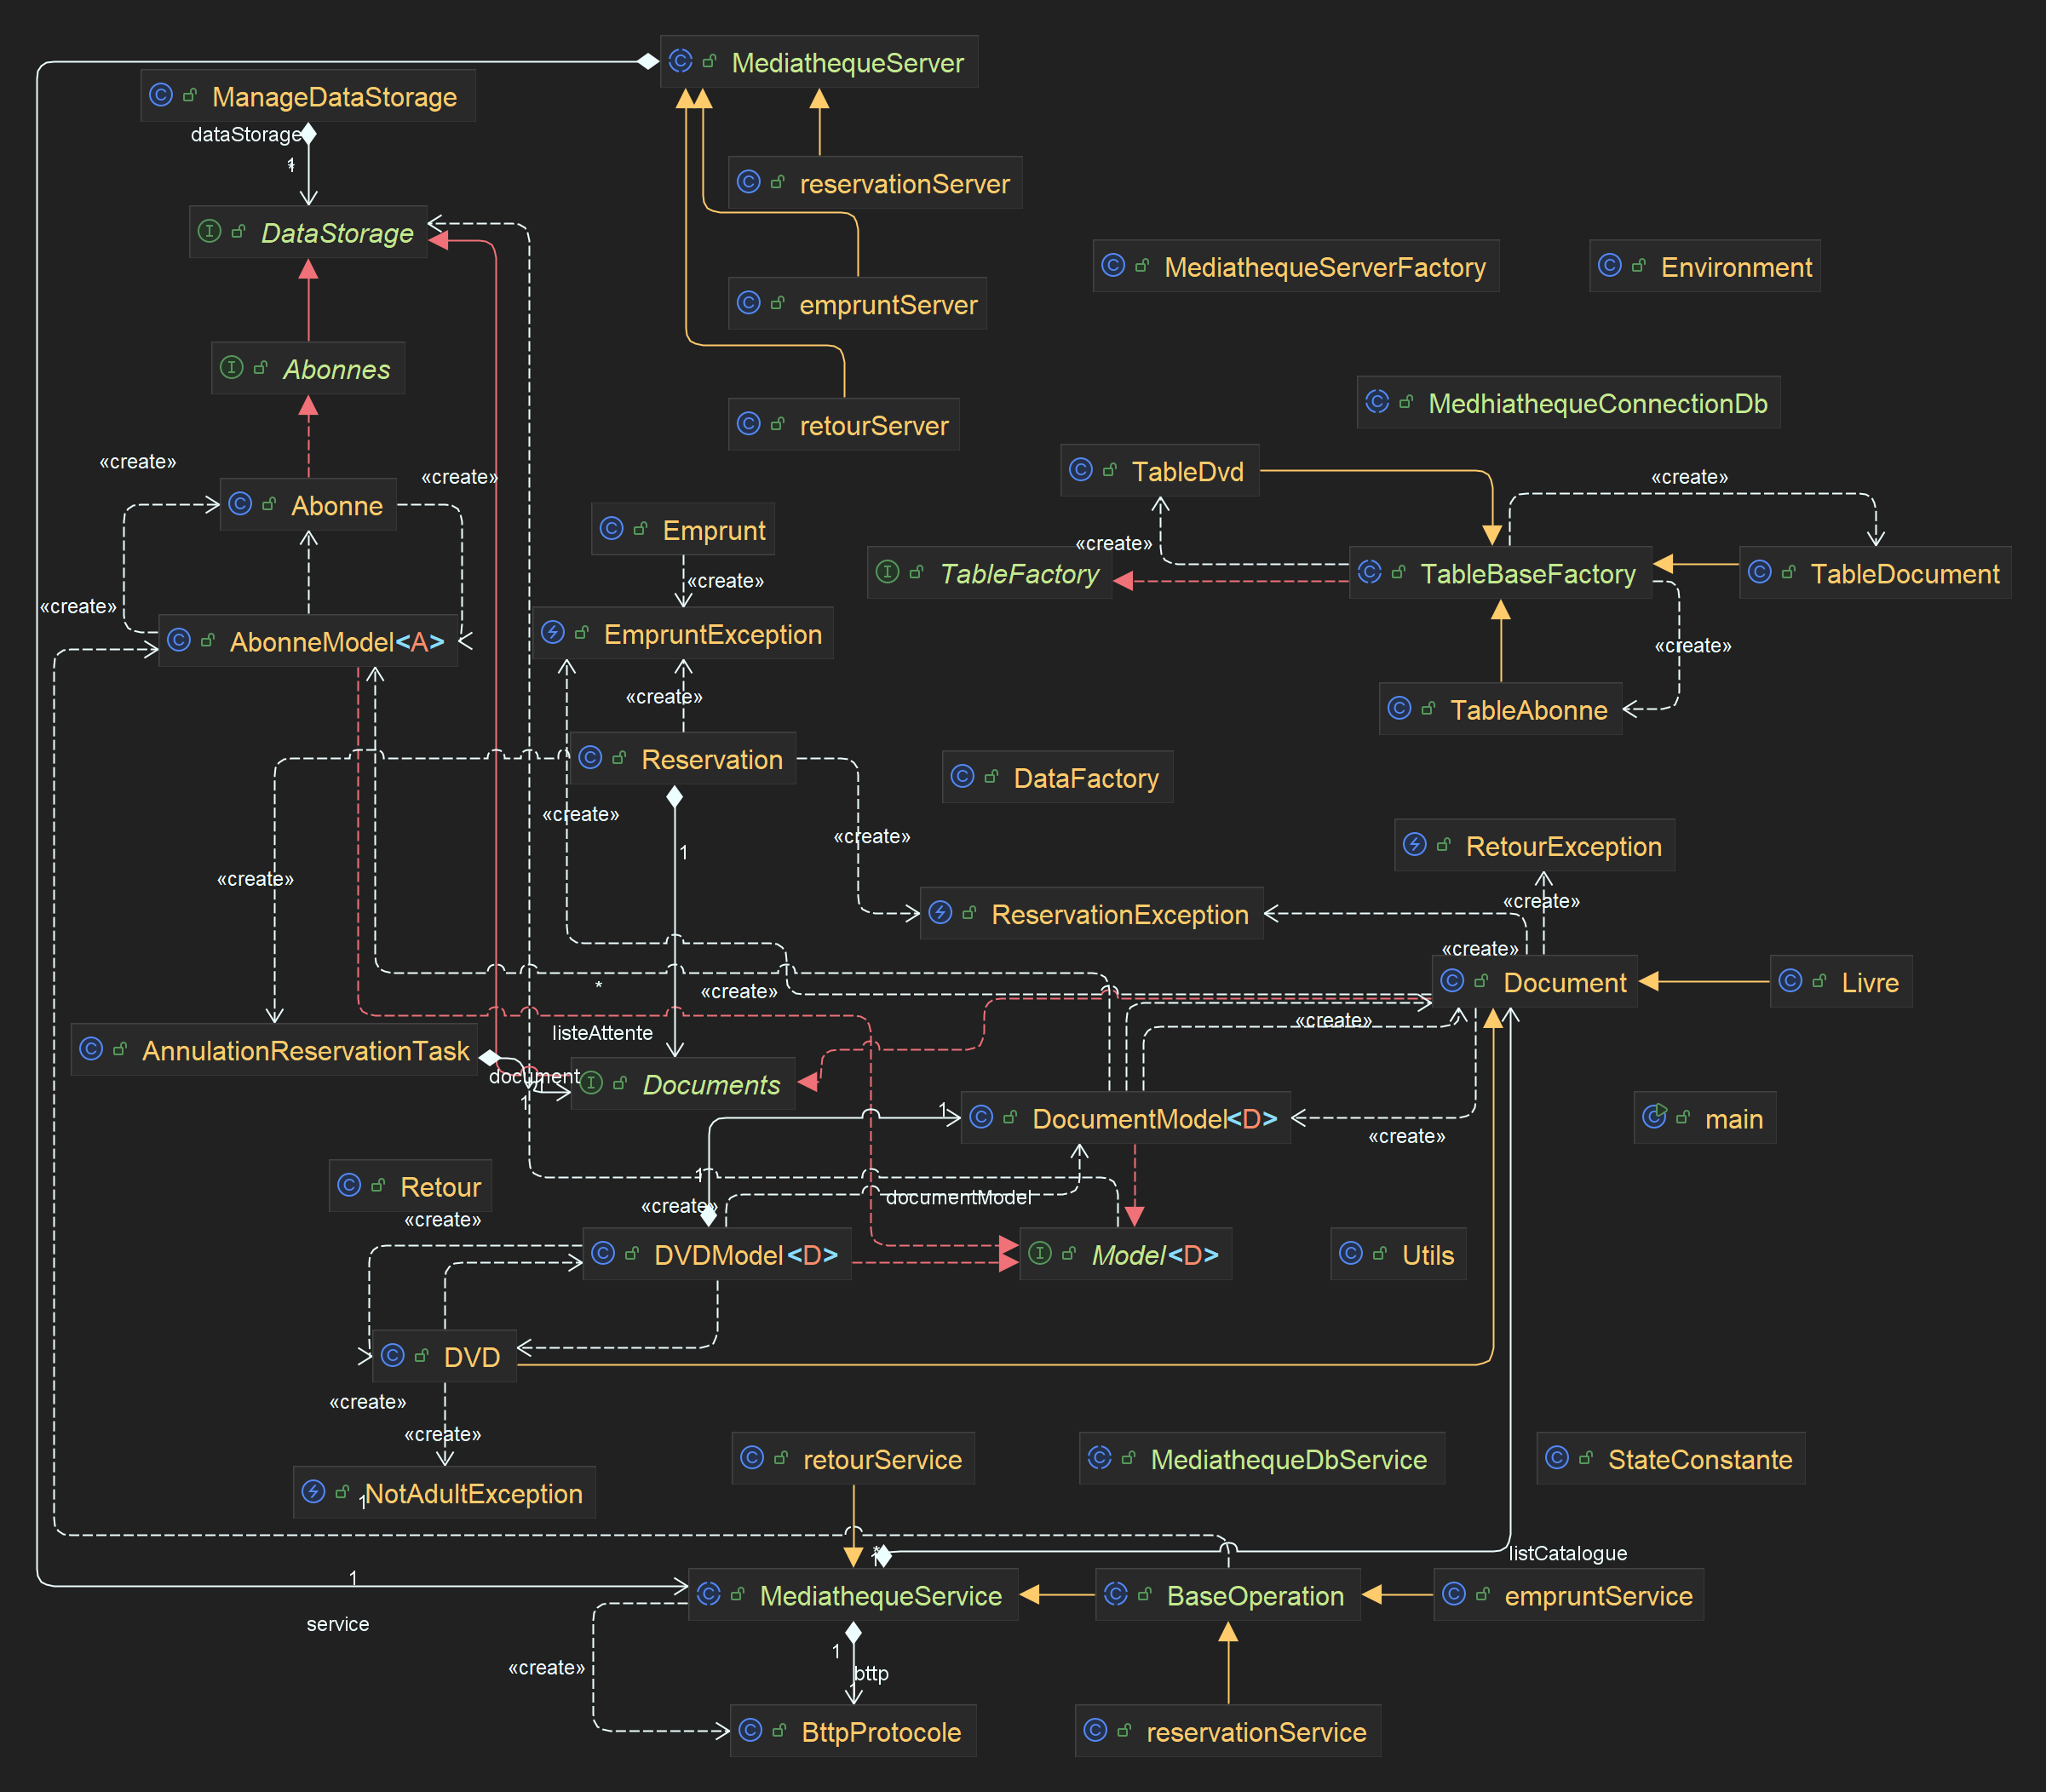 MediathequeServer
ManageDataStorage
dataStorage
1
*
reservationServer
DataStorage
MediathequeServerFactory
Environment
empruntServer
Abonnes
MedhiathequeConnectionDb
retourServer
«create»
«create»
TableDvd
«create»
Abonne
Emprunt
«create»
TableFactory
TableBaseFactory
TableDocument
«create»
«create»
EmpruntException
AbonneModel<A>
«create»
«create»
TableAbonne
Reservation
DataFactory
«create»
«create»
1
RetourException
«create»
«create»
ReservationException
«create»
Document
Livre
*
«create»
«create»
listeAttente
AnnulationReservationTask
document
1
1
Documents
1
DocumentModel<D>
main
«create»
1
Retour
documentModel
«create»
«create»
DVDModel<D>
Model<D>
Utils
DVD
«create»
«create»
retourService
MediathequeDbService
StateConstante
NotAdultException
1
*
1
listCatalogue
1
MediathequeService
BaseOperation
empruntService
service
1
«create»
bttp
BttpProtocole
reservationService